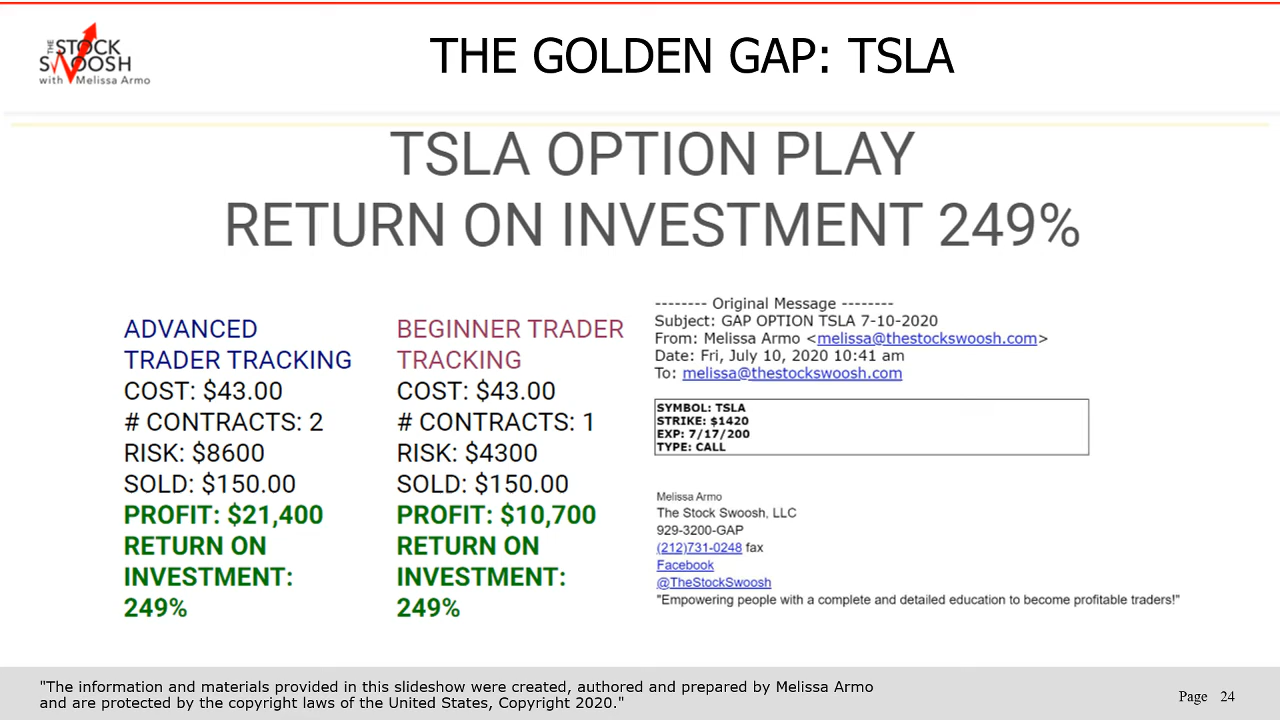 THE STOCK
SWOOSH
with Melissa Armo
THE GOLDEN GAP: TSLA
TSLA OPTION PLAY
RETURN ON INVESTMENT 249%
ADVANCED
TRADER TRACKING
COST: $43.00
# CONTRACTS: 2
RISK: $8600
SOLD: $150.00
PROFIT: $21,400
RETURN ON
INVESTMENT:
249%
BEGINNER TRADER
TRACKING
COST: $43.00
# CONTRACTS: 1
RISK: $4300
SOLD: $150.00
PROFIT: $10,700
RETURN ON
INVESTMENT:
249%
-------- Original Message --------
Subject: GAP OPTION TSLA 7-10-2020
From: Melissa Armo <melissa@thestockswoosh.com>
Date: Fri, July 10, 2020 10:41 am
To: melissa@thestockswoosh.com
SYMBOL: TSLA
STRIKE: $1420
EXP: 7/17/200
TYPE: CALL
Melissa Armo
The Stock Swoosh, LLC
929-3200-GAP
(212)731-0248 fax
Facebook
@TheStockSwoosh
"Empowering people with a complete and detailed education to become profitable traders!"
"The information and materials provided in this slideshow were created, authored and prepared by Melissa Armo
and are protected by the copyright laws of the United States, Copyright 2020."
Page 24